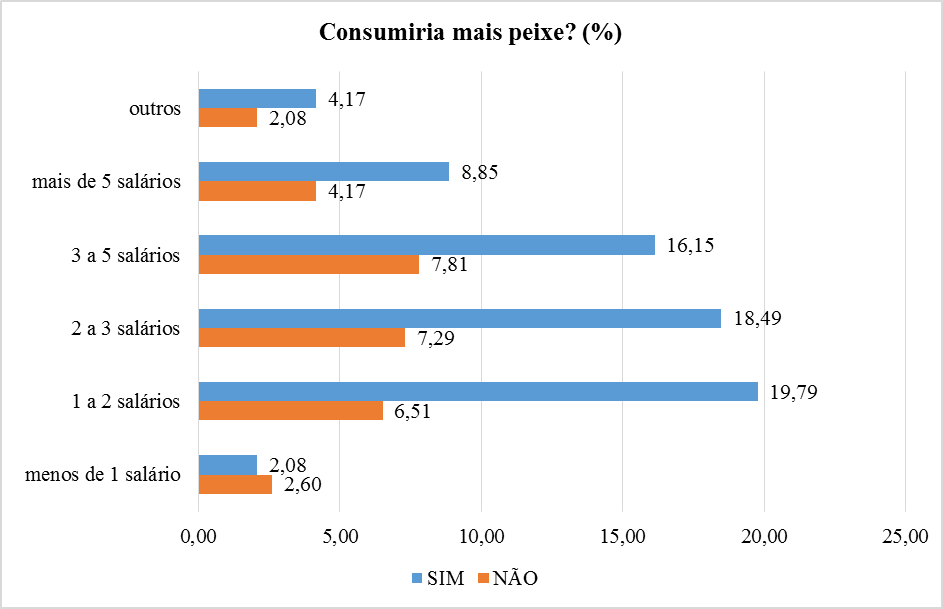 Consumiria mais peixe? (%)
outros
4,17
2,08
mais de 5 salários
8,85
4,17
3 a 5 salários
16,15
7,81
2 a 3 salários
18,49
7,29
1 a 2 salários
19,79
6,51
menos de 1 salário
2,08
2,60
0,00 5,00 10,00 15,00 20,00 25,00
SIM NÃO